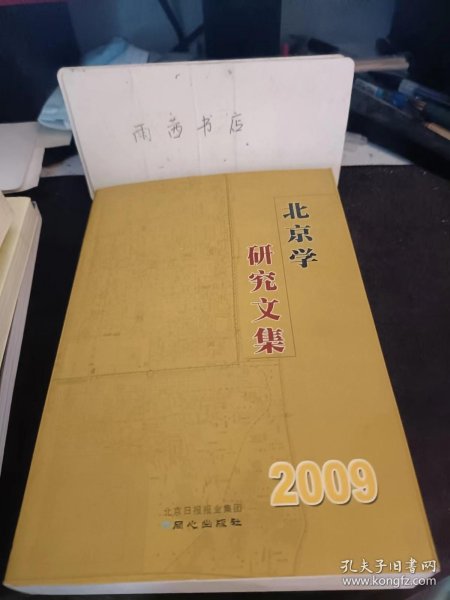 雨茜书店
北京学
研究文集
2009
北京日报报业集团
同心出版社
孔夫子旧书网
www.kongfz.com